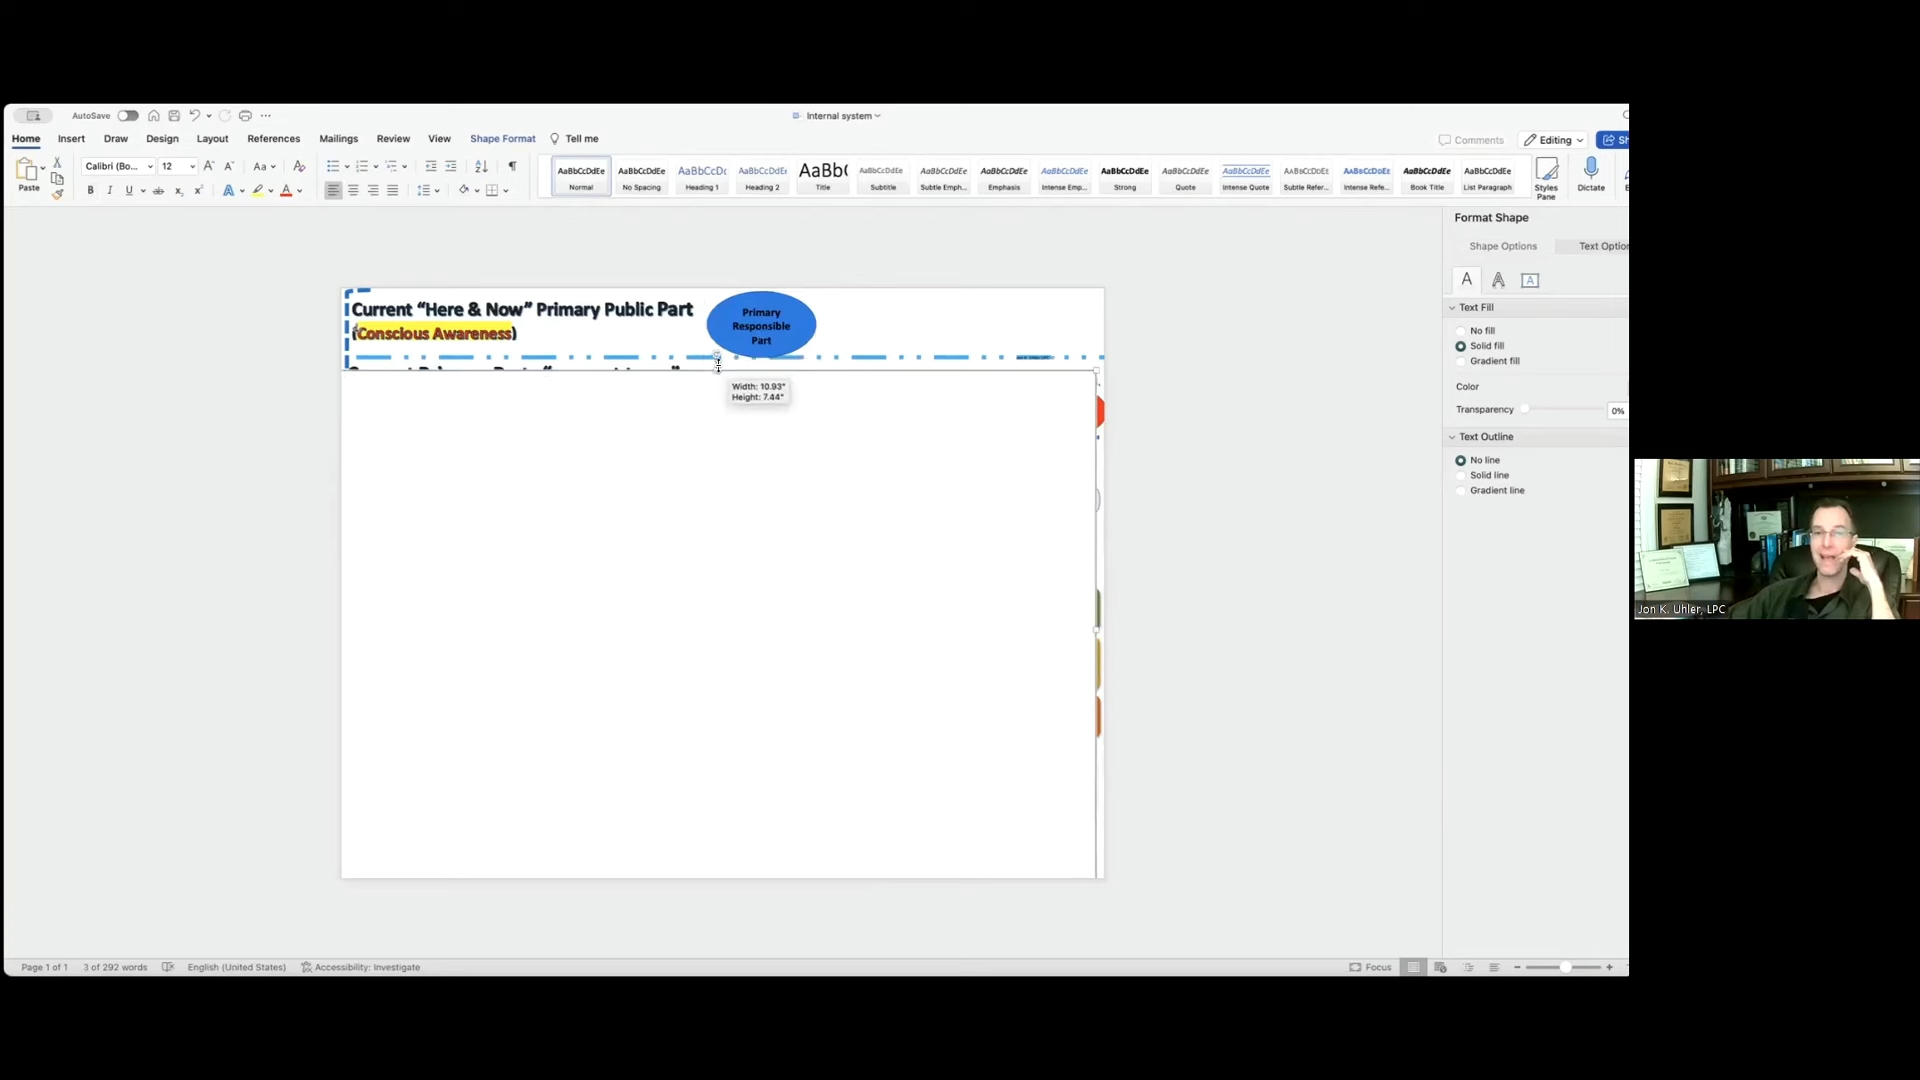 AutoSave
Internal system
Home Insert Draw Design Layout References Mailings Review View Shape Format Tell me
Comments Editing Sh
Paste
Calibri (Bo... 12
AaBbCcDdEe Normal
AaBbCcDdEe No Spacing
AaBbCcDc Heading 1
AaBbCcDdEe Heading 2
AaBbC Title
AaBbCcDdEe Subtitle
AaBbCcDdEe Subtle Emph...
AaBbCcDdEe Emphasis
AaBbCcDdEe Intense Emp...
AaBbCcDdEe Strong
AaBbCcDdEe Quote
AaBbCcDdEe Intense Quote
AaBbCcDdEe Subtle Refer...
AaBbCcDdEe Intense Refe...
AaBbCcDdEe Book Title
AaBbCcDdEe List Paragraph
Styles Pane
Dictate
Format Shape
Shape Options Text Optio
Text Fill
No fill
Solid fill
Gradient fill
Color
Transparency 0%
Text Outline
No line
Solid line
Gradient line
Current “Here & Now” Primary Public Part
(Conscious Awareness)
Primary
Responsible
Part
Width: 10.93"
Height: 7.44"
Jon K. Uhler, LPC
Page 1 of 1 3 of 292 words English (United States) Accessibility: Investigate
Focus